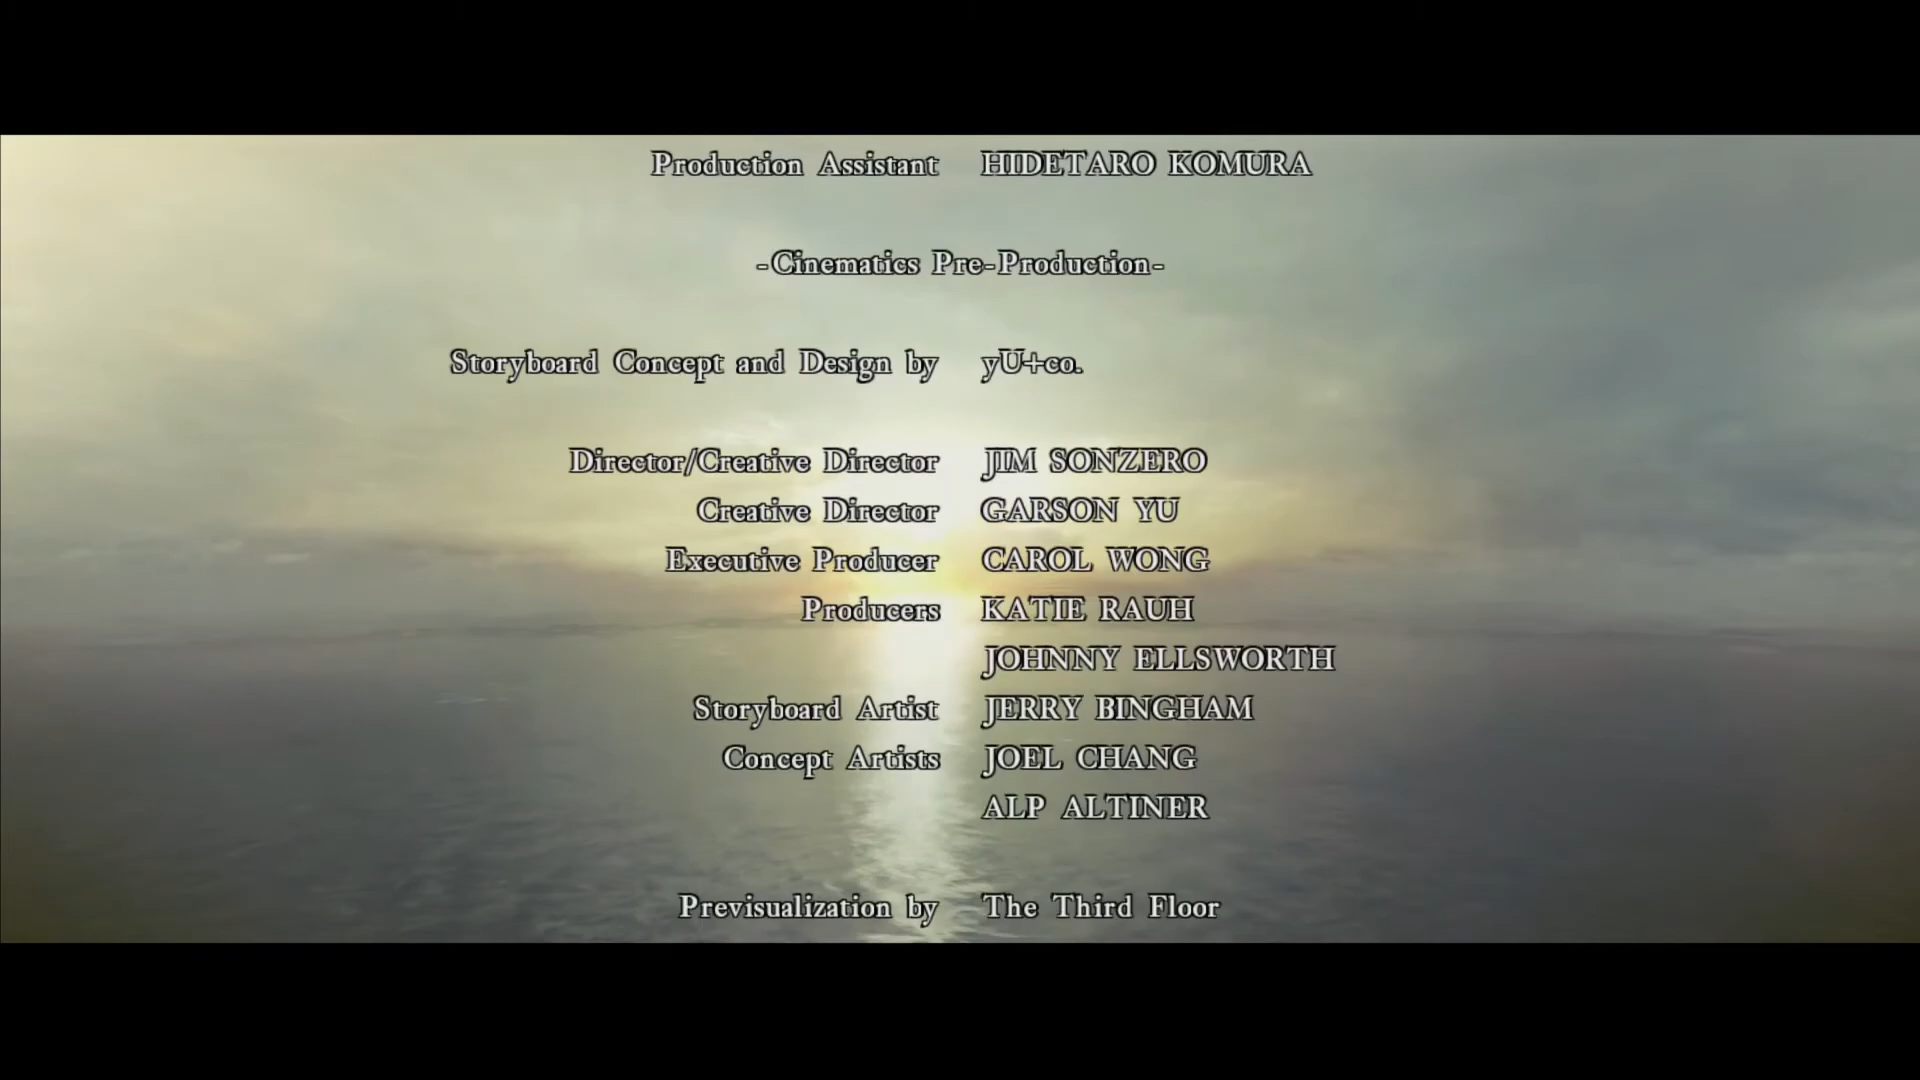 Production Assistant HIDETARO KOMURA
-Cinematics Pre-Production-
Storyboard Concept and Design by yU+co.
Director/Creative Director JIM SONZERO
Creative Director GARSON YU
Executive Producer CAROL WONG
Producers KATIE RAUH
JOHNNY ELLSWORTH
Storyboard Artist JERRY BINGHAM
Concept Artists JOEL CHANG
ALP ALTINER
Previsualization by The Third Floor